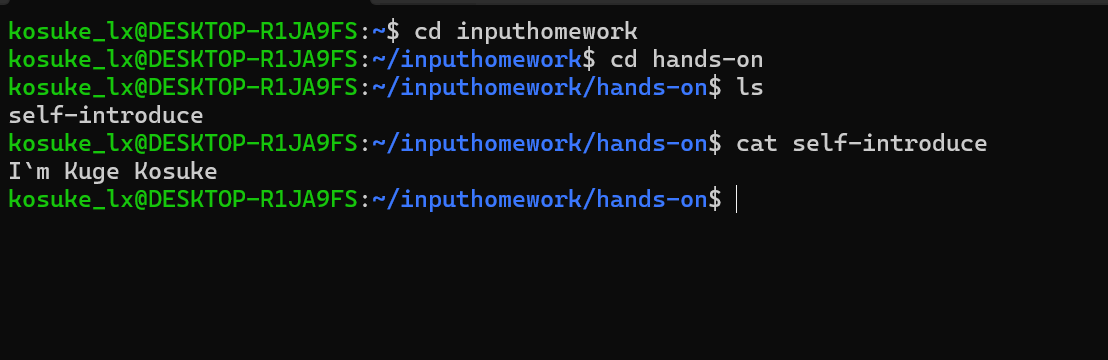 kosuke_lx@DESKTOP-R1JA9FS:~$ cd inputhomework
kosuke_lx@DESKTOP-R1JA9FS:~/inputhomework$ cd hands-on
kosuke_lx@DESKTOP-R1JA9FS:~/inputhomework/hands-on$ ls
self-introduce
kosuke_lx@DESKTOP-R1JA9FS:~/inputhomework/hands-on$ cat self-introduce
I`m Kuge Kosuke
kosuke_lx@DESKTOP-R1JA9FS:~/inputhomework/hands-on$